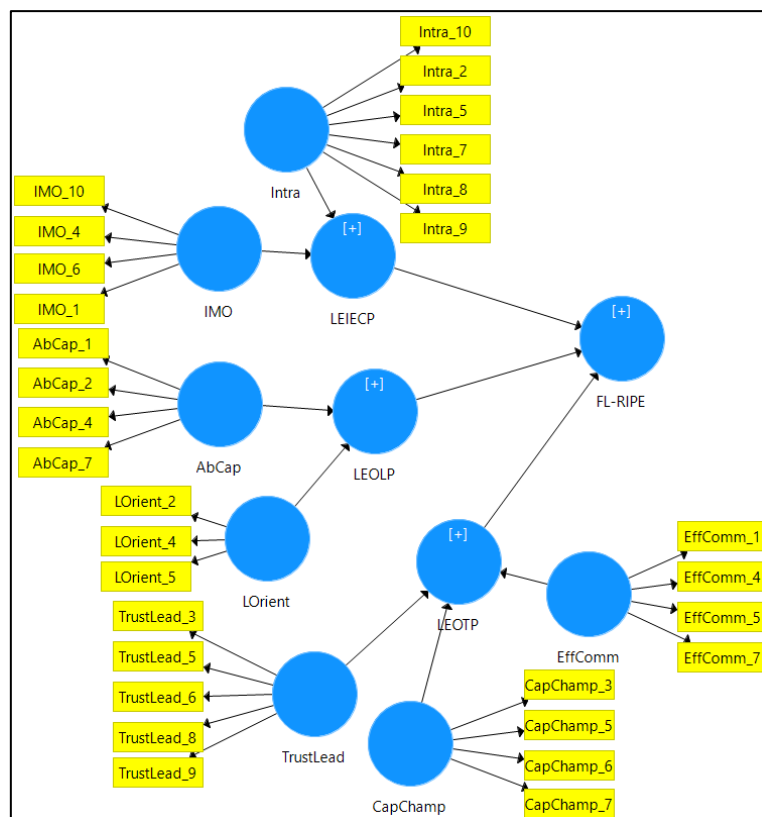 Intra_10
Intra_2
Intra_5
Intra_7
Intra_8
Intra_9
Intra
IMO_10
IMO_4
IMO_6
IMO_1
IMO
[+]
LEIECP
[+]
FL-RIPE
AbCap_1
AbCap_2
AbCap_4
AbCap_7
AbCap
[+]
LEOLP
LOrient_2
LOrient_4
LOrient_5
LOrient
[+]
LEOTP
EffComm_1
EffComm_4
EffComm_5
EffComm_7
EffComm
TrustLead_3
TrustLead_5
TrustLead_6
TrustLead_8
TrustLead_9
TrustLead
CapChamp_3
CapChamp_5
CapChamp_6
CapChamp_7
CapChamp